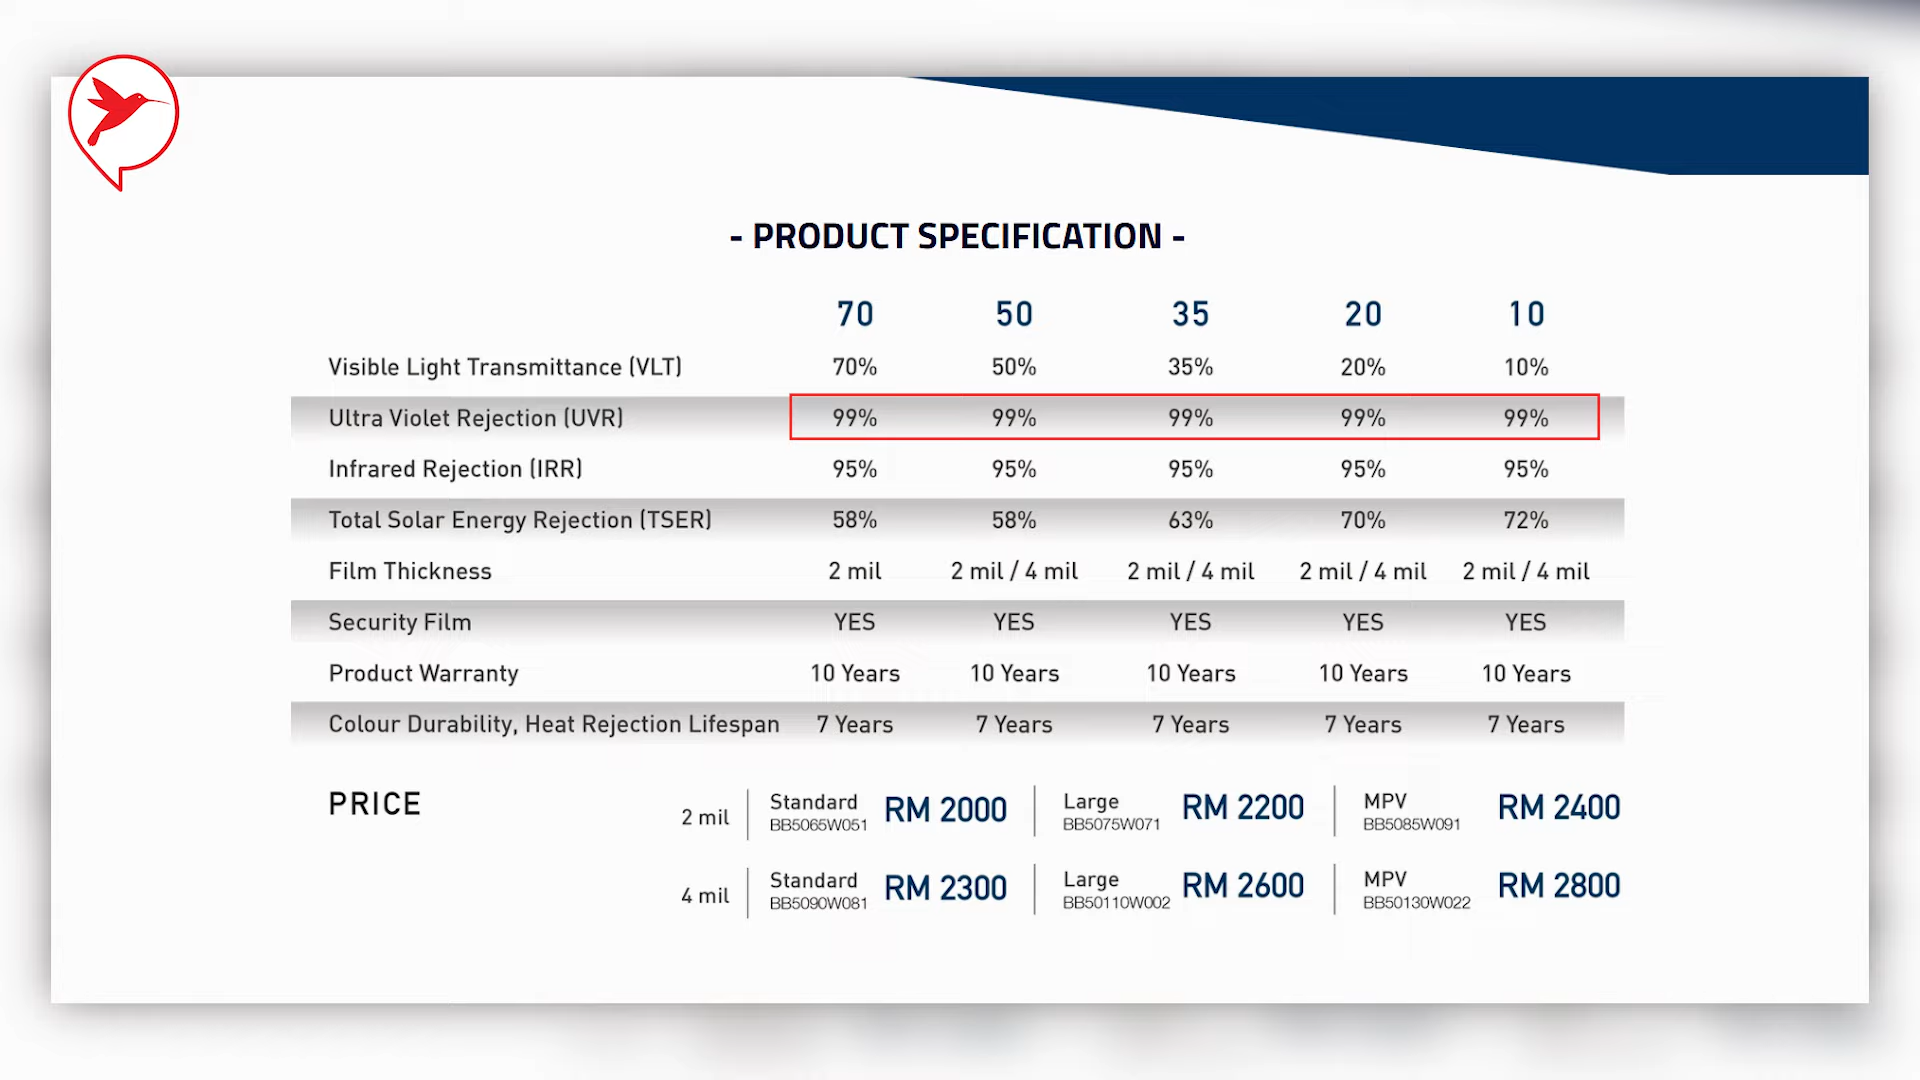 - PRODUCT SPECIFICATION -
70 50 35 20 10
Visible Light Transmittance (VLT) 70% 50% 35% 20% 10%
Ultra Violet Rejection (UVR) 99% 99% 99% 99% 99%
Infrared Rejection (IRR) 95% 95% 95% 95% 95%
Total Solar Energy Rejection (TSER) 58% 58% 63% 70% 72%
Film Thickness 2 mil 2 mil / 4 mil 2 mil / 4 mil 2 mil / 4 mil 2 mil / 4 mil
Security Film YES YES YES YES YES
Product Warranty 10 Years 10 Years 10 Years 10 Years 10 Years
Colour Durability, Heat Rejection Lifespan 7 Years 7 Years 7 Years 7 Years 7 Years
PRICE
2 mil Standard RM 2000 Large RM 2200 MPV RM 2400
BB5065W051 BB5075W071 BB5085W091
4 mil Standard RM 2300 Large RM 2600 MPV RM 2800
BB5090W081 BB50110W002 BB50130W022